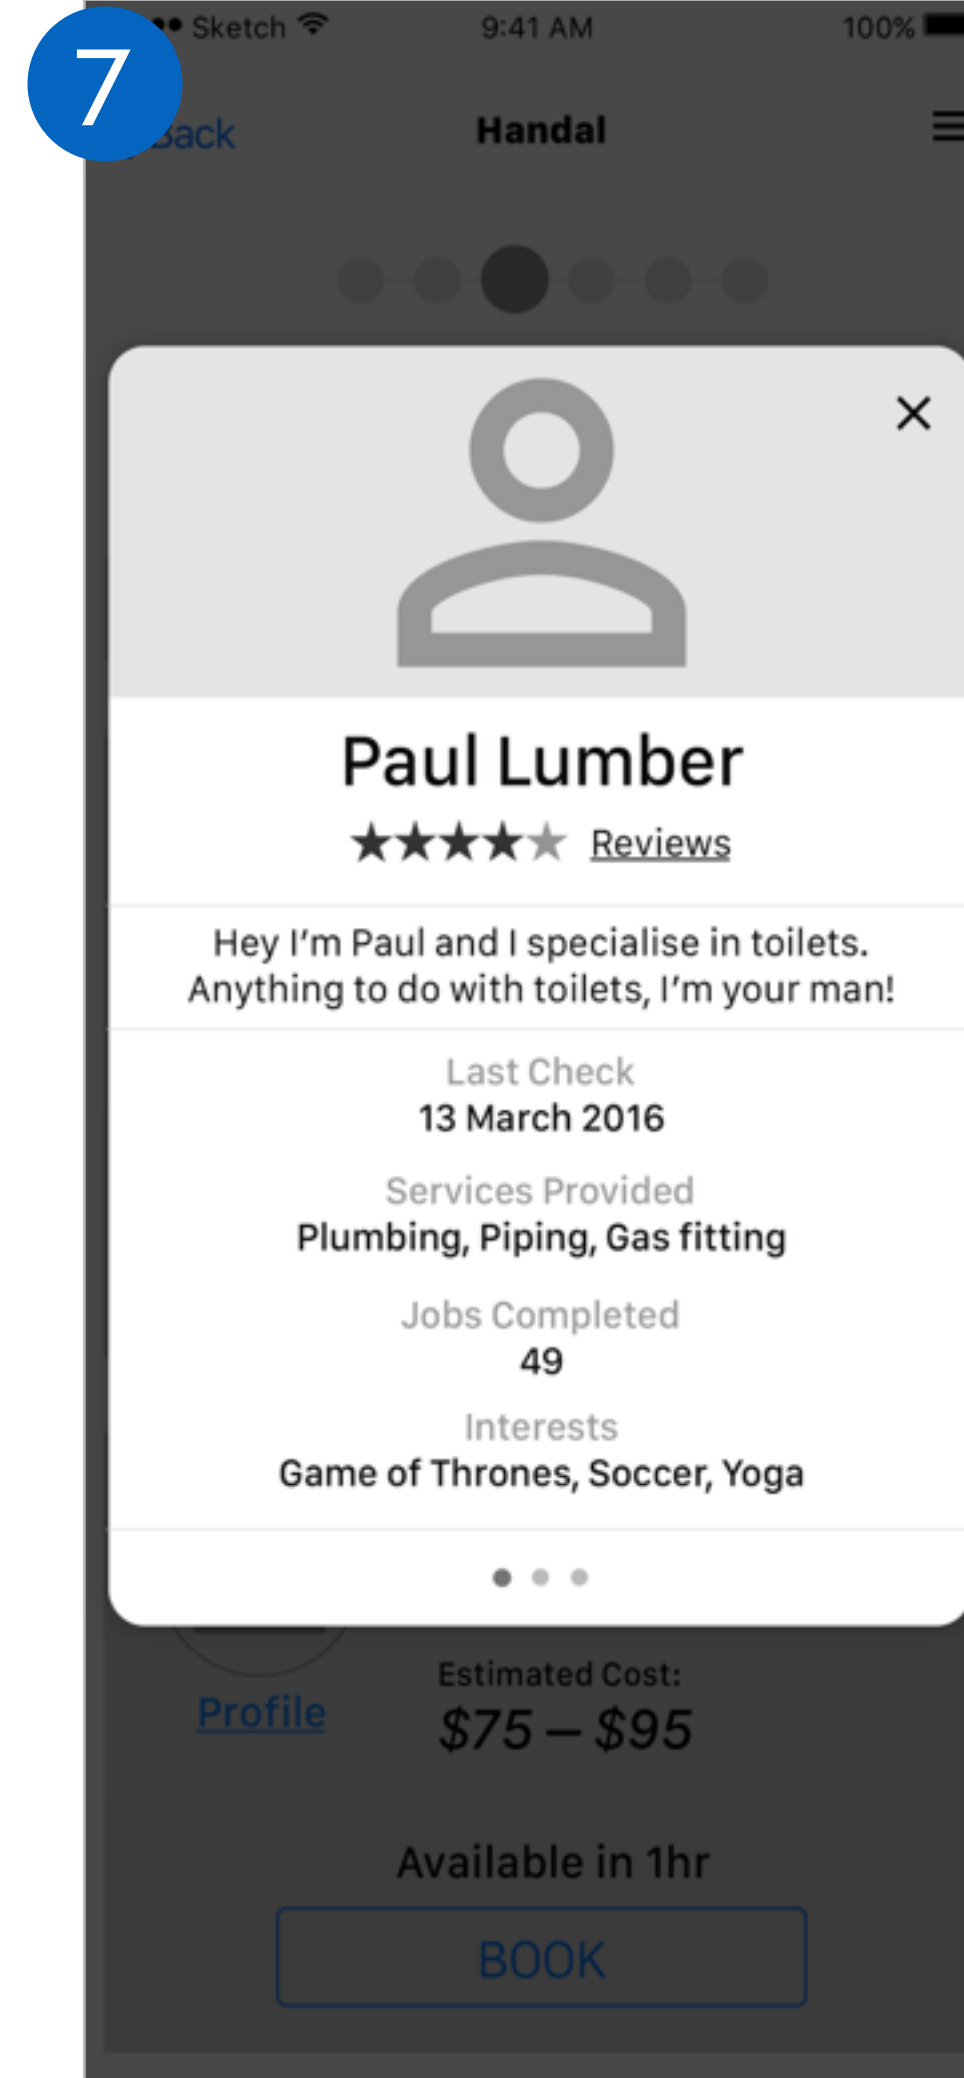 7
Sketch 9:41 AM 100%
Back Handal
Paul Lumber
Reviews
Hey I'm Paul and I specialise in toilets.
Anything to do with toilets, I'm your man!
Last Check
13 March 2016
Services Provided
Plumbing, Piping, Gas fitting
Jobs Completed
49
Interests
Game of Thrones, Soccer, Yoga
Estimated Cost:
Profile
$75 – $95
Available in 1hr
BOOK